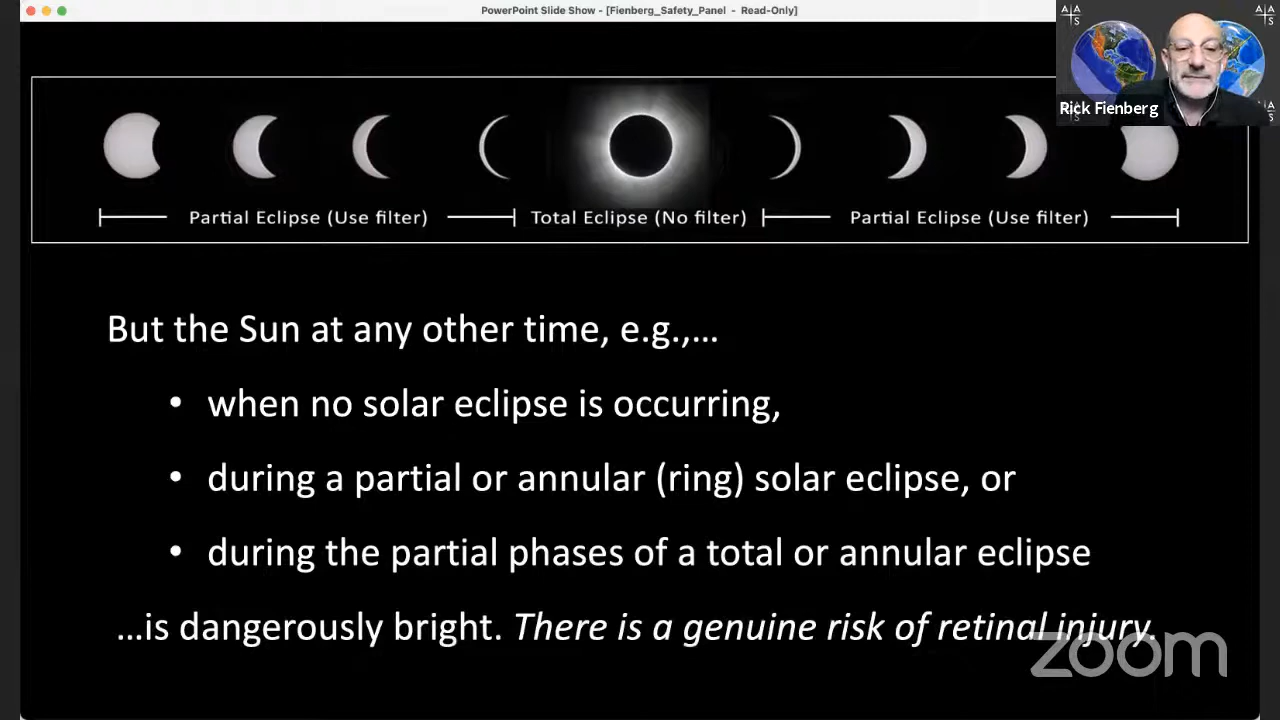 PowerPoint Slide Show - [Fienberg_Safety_Panel - Read-Only]
A A S
A A S
Rick Fienberg
Partial Eclipse (Use filter) Total Eclipse (No filter) Partial Eclipse (Use filter)
But the Sun at any other time, e.g.,…
• when no solar eclipse is occurring,
• during a partial or annular (ring) solar eclipse, or
• during the partial phases of a total or annular eclipse
…is dangerously bright. There is a genuine risk of retinal injury.
zoom